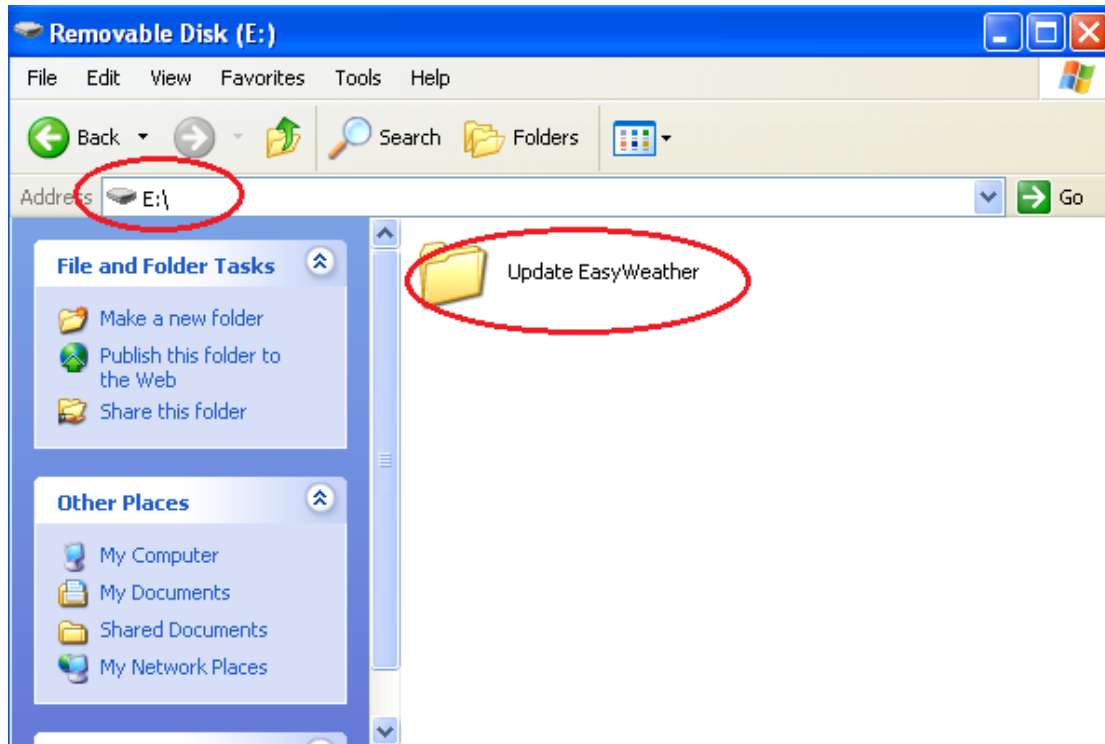 Removable Disk (E:)
File Edit View Favorites Tools Help
Back Search Folders
Address E:\ Go
File and Folder Tasks
Make a new folder
Publish this folder to
the Web
Share this folder
Other Places
My Computer
My Documents
Shared Documents
My Network Places
Update EasyWeather